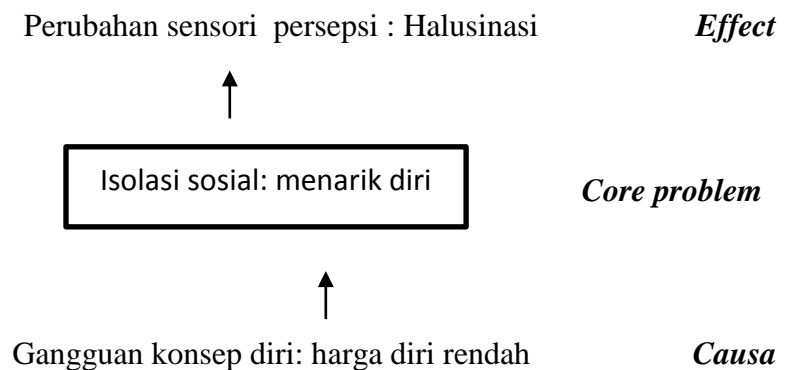 Perubahan sensori persepsi : Halusinasi Effect
Isolasi sosial: menarik diri
Core problem
Gangguan konsep diri: harga diri rendah Causa